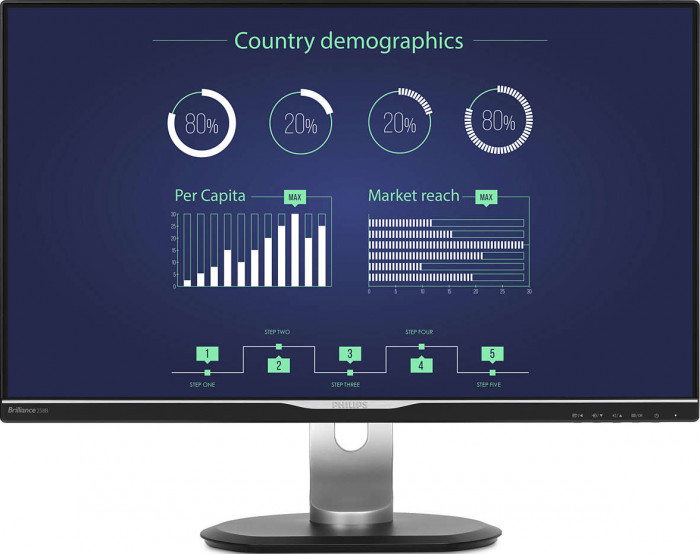 Country demographics
80% 20% 20% 80%
Per Capita MAX
Market reach MAX
30
25
20
15
10
5
0
0 5 10 15 20 25 30
STEP TWO STEP FOUR
1 3 5
2 4
STEP ONE STEP THREE STEP FIVE
Brilliance 258B
PHILIPS